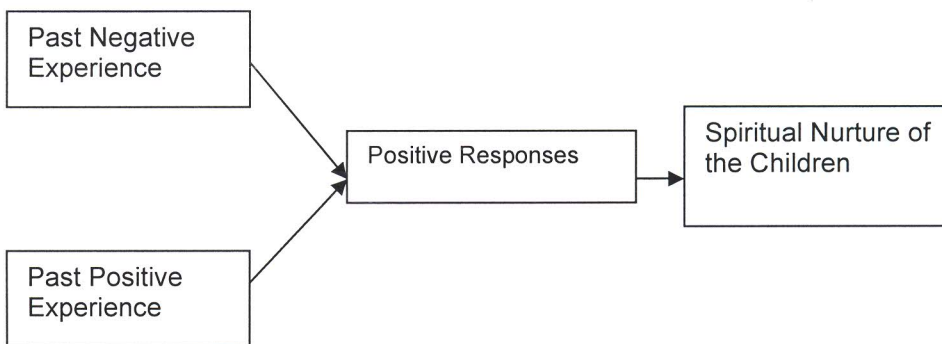 Past Negative
Experience
Positive Responses
Spiritual Nurture of
the Children
Past Positive
Experience